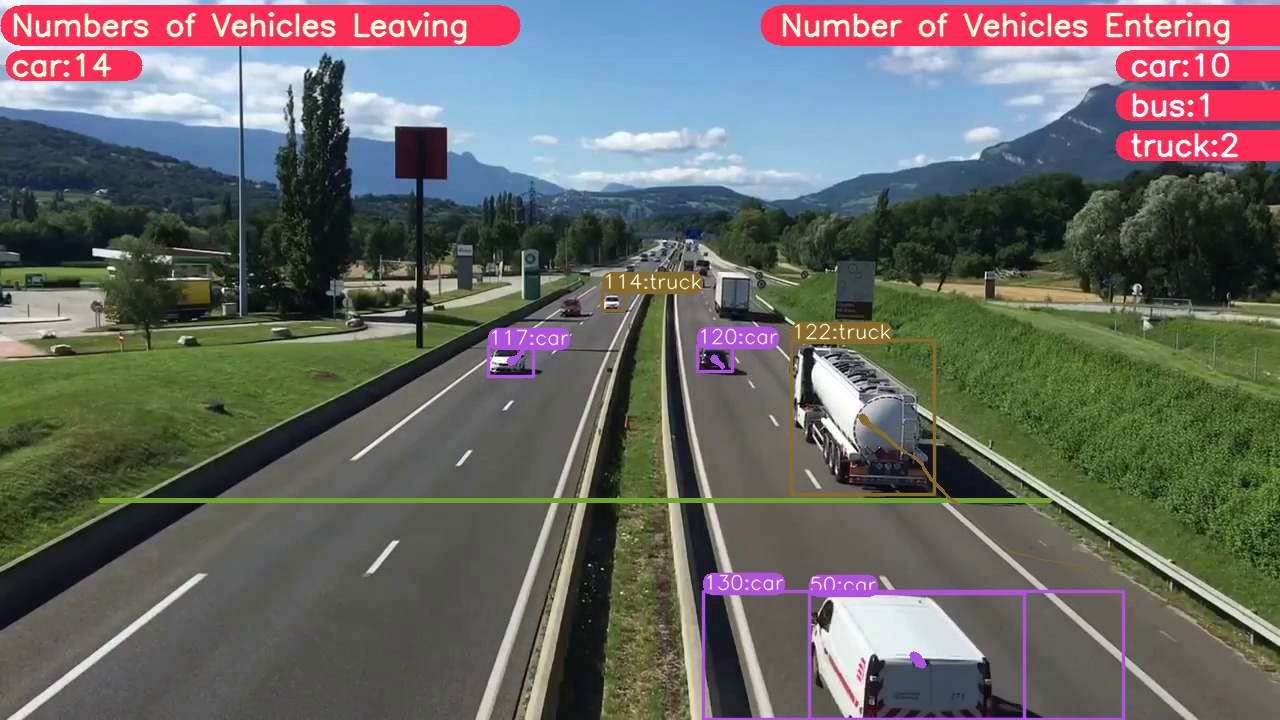 Numbers of Vehicles Leaving
Number of Vehicles Entering
car:14
car:10
bus:1
truck:2
114:truck
117:car
120:car
122:truck
130:car
50:car
bp